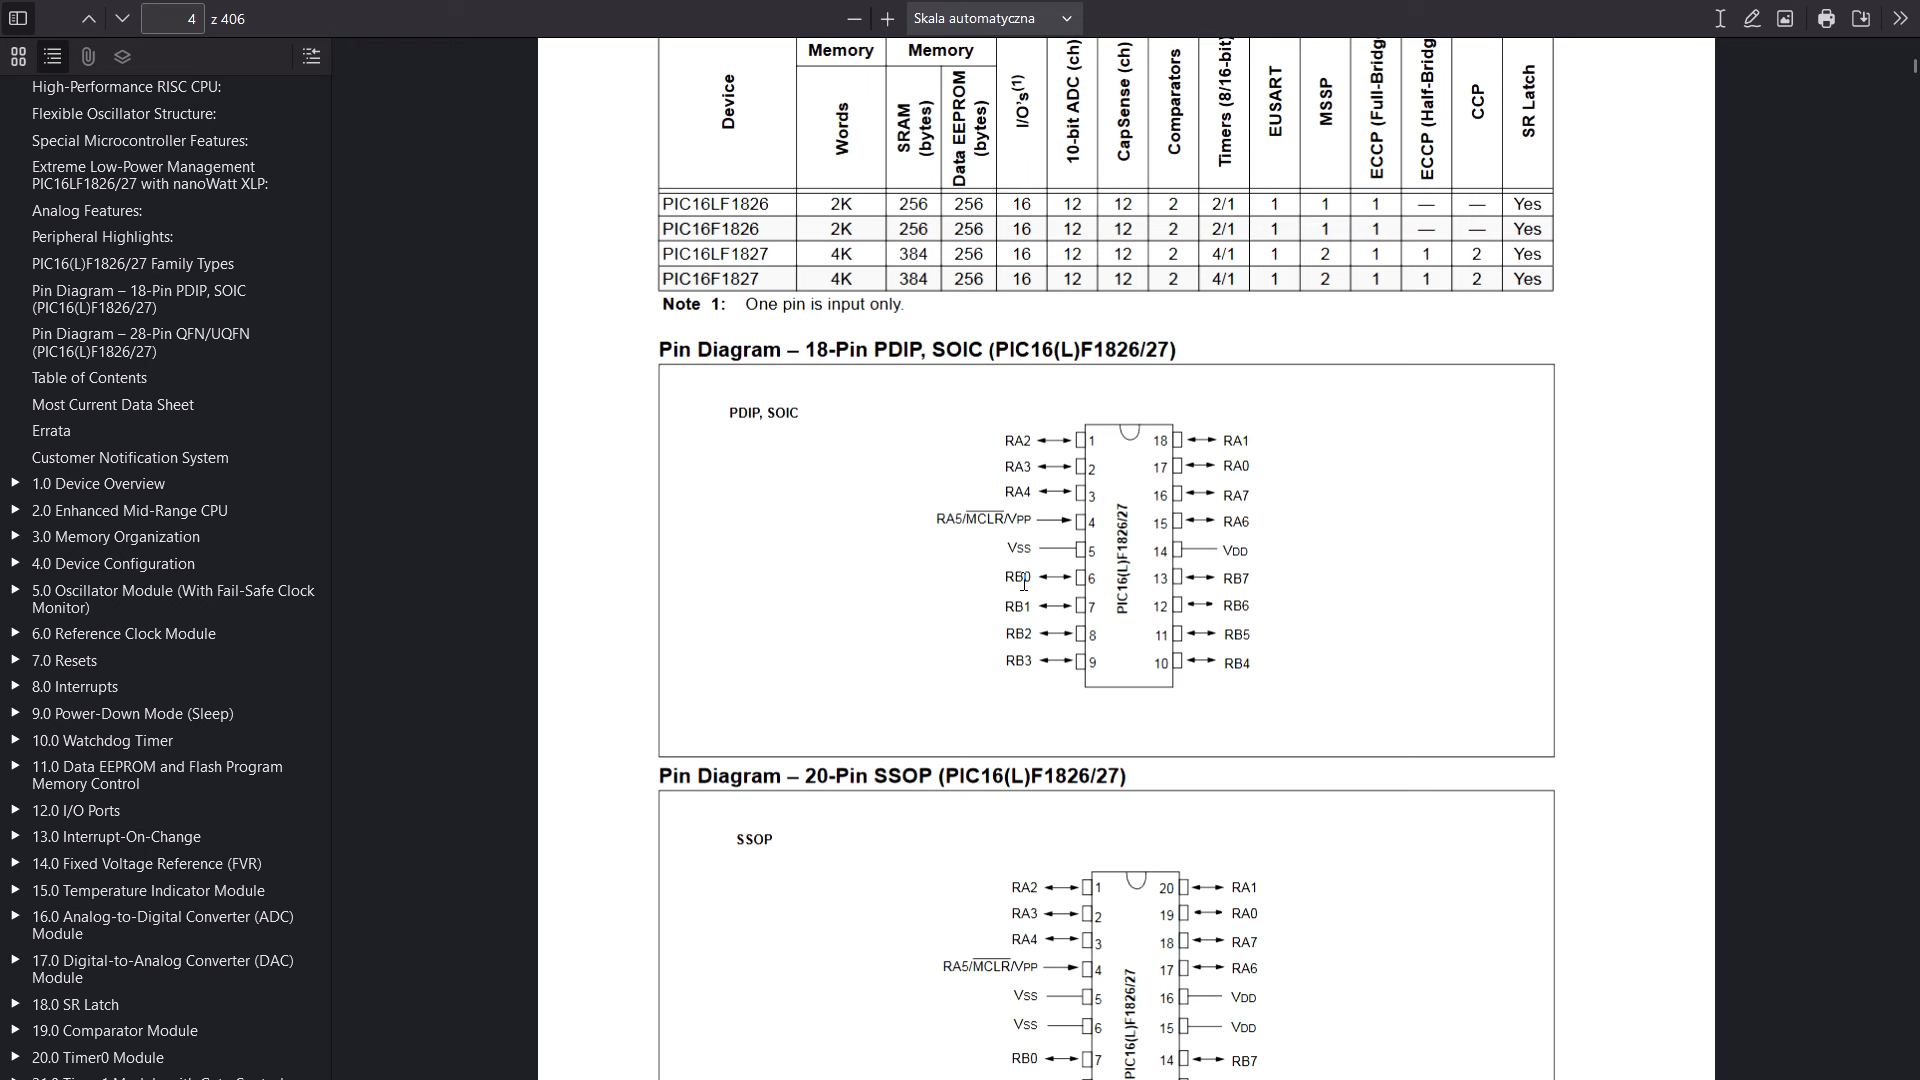 4 z 406
Skala automatyczna
High-Performance RISC CPU:
Flexible Oscillator Structure:
Special Microcontroller Features:
Extreme Low-Power Management
PIC16LF1826/27 with nanoWatt XLP:
Analog Features:
Peripheral Highlights:
PIC16(L)F1826/27 Family Types
Pin Diagram – 18-Pin PDIP, SOIC
(PIC16(L)F1826/27)
Pin Diagram – 28-Pin QFN/UQFN
(PIC16(L)F1826/27)
Table of Contents
Most Current Data Sheet
Errata
Customer Notification System
1.0 Device Overview
2.0 Enhanced Mid-Range CPU
3.0 Memory Organization
4.0 Device Configuration
5.0 Oscillator Module (With Fail-Safe Clock
Monitor)
6.0 Reference Clock Module
7.0 Resets
8.0 Interrupts
9.0 Power-Down Mode (Sleep)
10.0 Watchdog Timer
11.0 Data EEPROM and Flash Program
Memory Control
12.0 I/O Ports
13.0 Interrupt-On-Change
14.0 Fixed Voltage Reference (FVR)
15.0 Temperature Indicator Module
16.0 Analog-to-Digital Converter (ADC)
Module
17.0 Digital-to-Analog Converter (DAC)
Module
18.0 SR Latch
19.0 Comparator Module
20.0 Timer0 Module
Memory Memory
Device Words SRAM (bytes) Data EEPROM (bytes) I/O's(1) 10-bit ADC (ch) CapSense (ch) Comparators Timers (8/16-bit) EUSART MSSP ECCP (Full-Bridg ECCP (Half-Bridg CCP SR Latch
PIC16LF1826 2K 256 256 16 12 12 2 2/1 1 1 1 — — Yes
PIC16F1826 2K 256 256 16 12 12 2 2/1 1 1 1 — — Yes
PIC16LF1827 4K 384 256 16 12 12 2 4/1 1 2 1 1 2 Yes
PIC16F1827 4K 384 256 16 12 12 2 4/1 1 2 1 1 2 Yes
Note 1: One pin is input only.
Pin Diagram – 18-Pin PDIP, SOIC (PIC16(L)F1826/27)
PDIP, SOIC
RA2 1 18 RA1
RA3 2 17 RA0
RA4 3 16 RA7
RA5/MCLR/VPP 4 15 RA6
VSS 5 14 VDD
RB0 6 13 RB7
RB1 7 12 RB6
RB2 8 11 RB5
RB3 9 10 RB4
PIC16(L)F1826/27
Pin Diagram – 20-Pin SSOP (PIC16(L)F1826/27)
SSOP
RA2 1 20 RA1
RA3 2 19 RA0
RA4 3 18 RA7
RA5/MCLR/VPP 4 17 RA6
VSS 5 16 VDD
VSS 6 15 VDD
RB0 7 14 RB7
PIC16(L)F1826/27